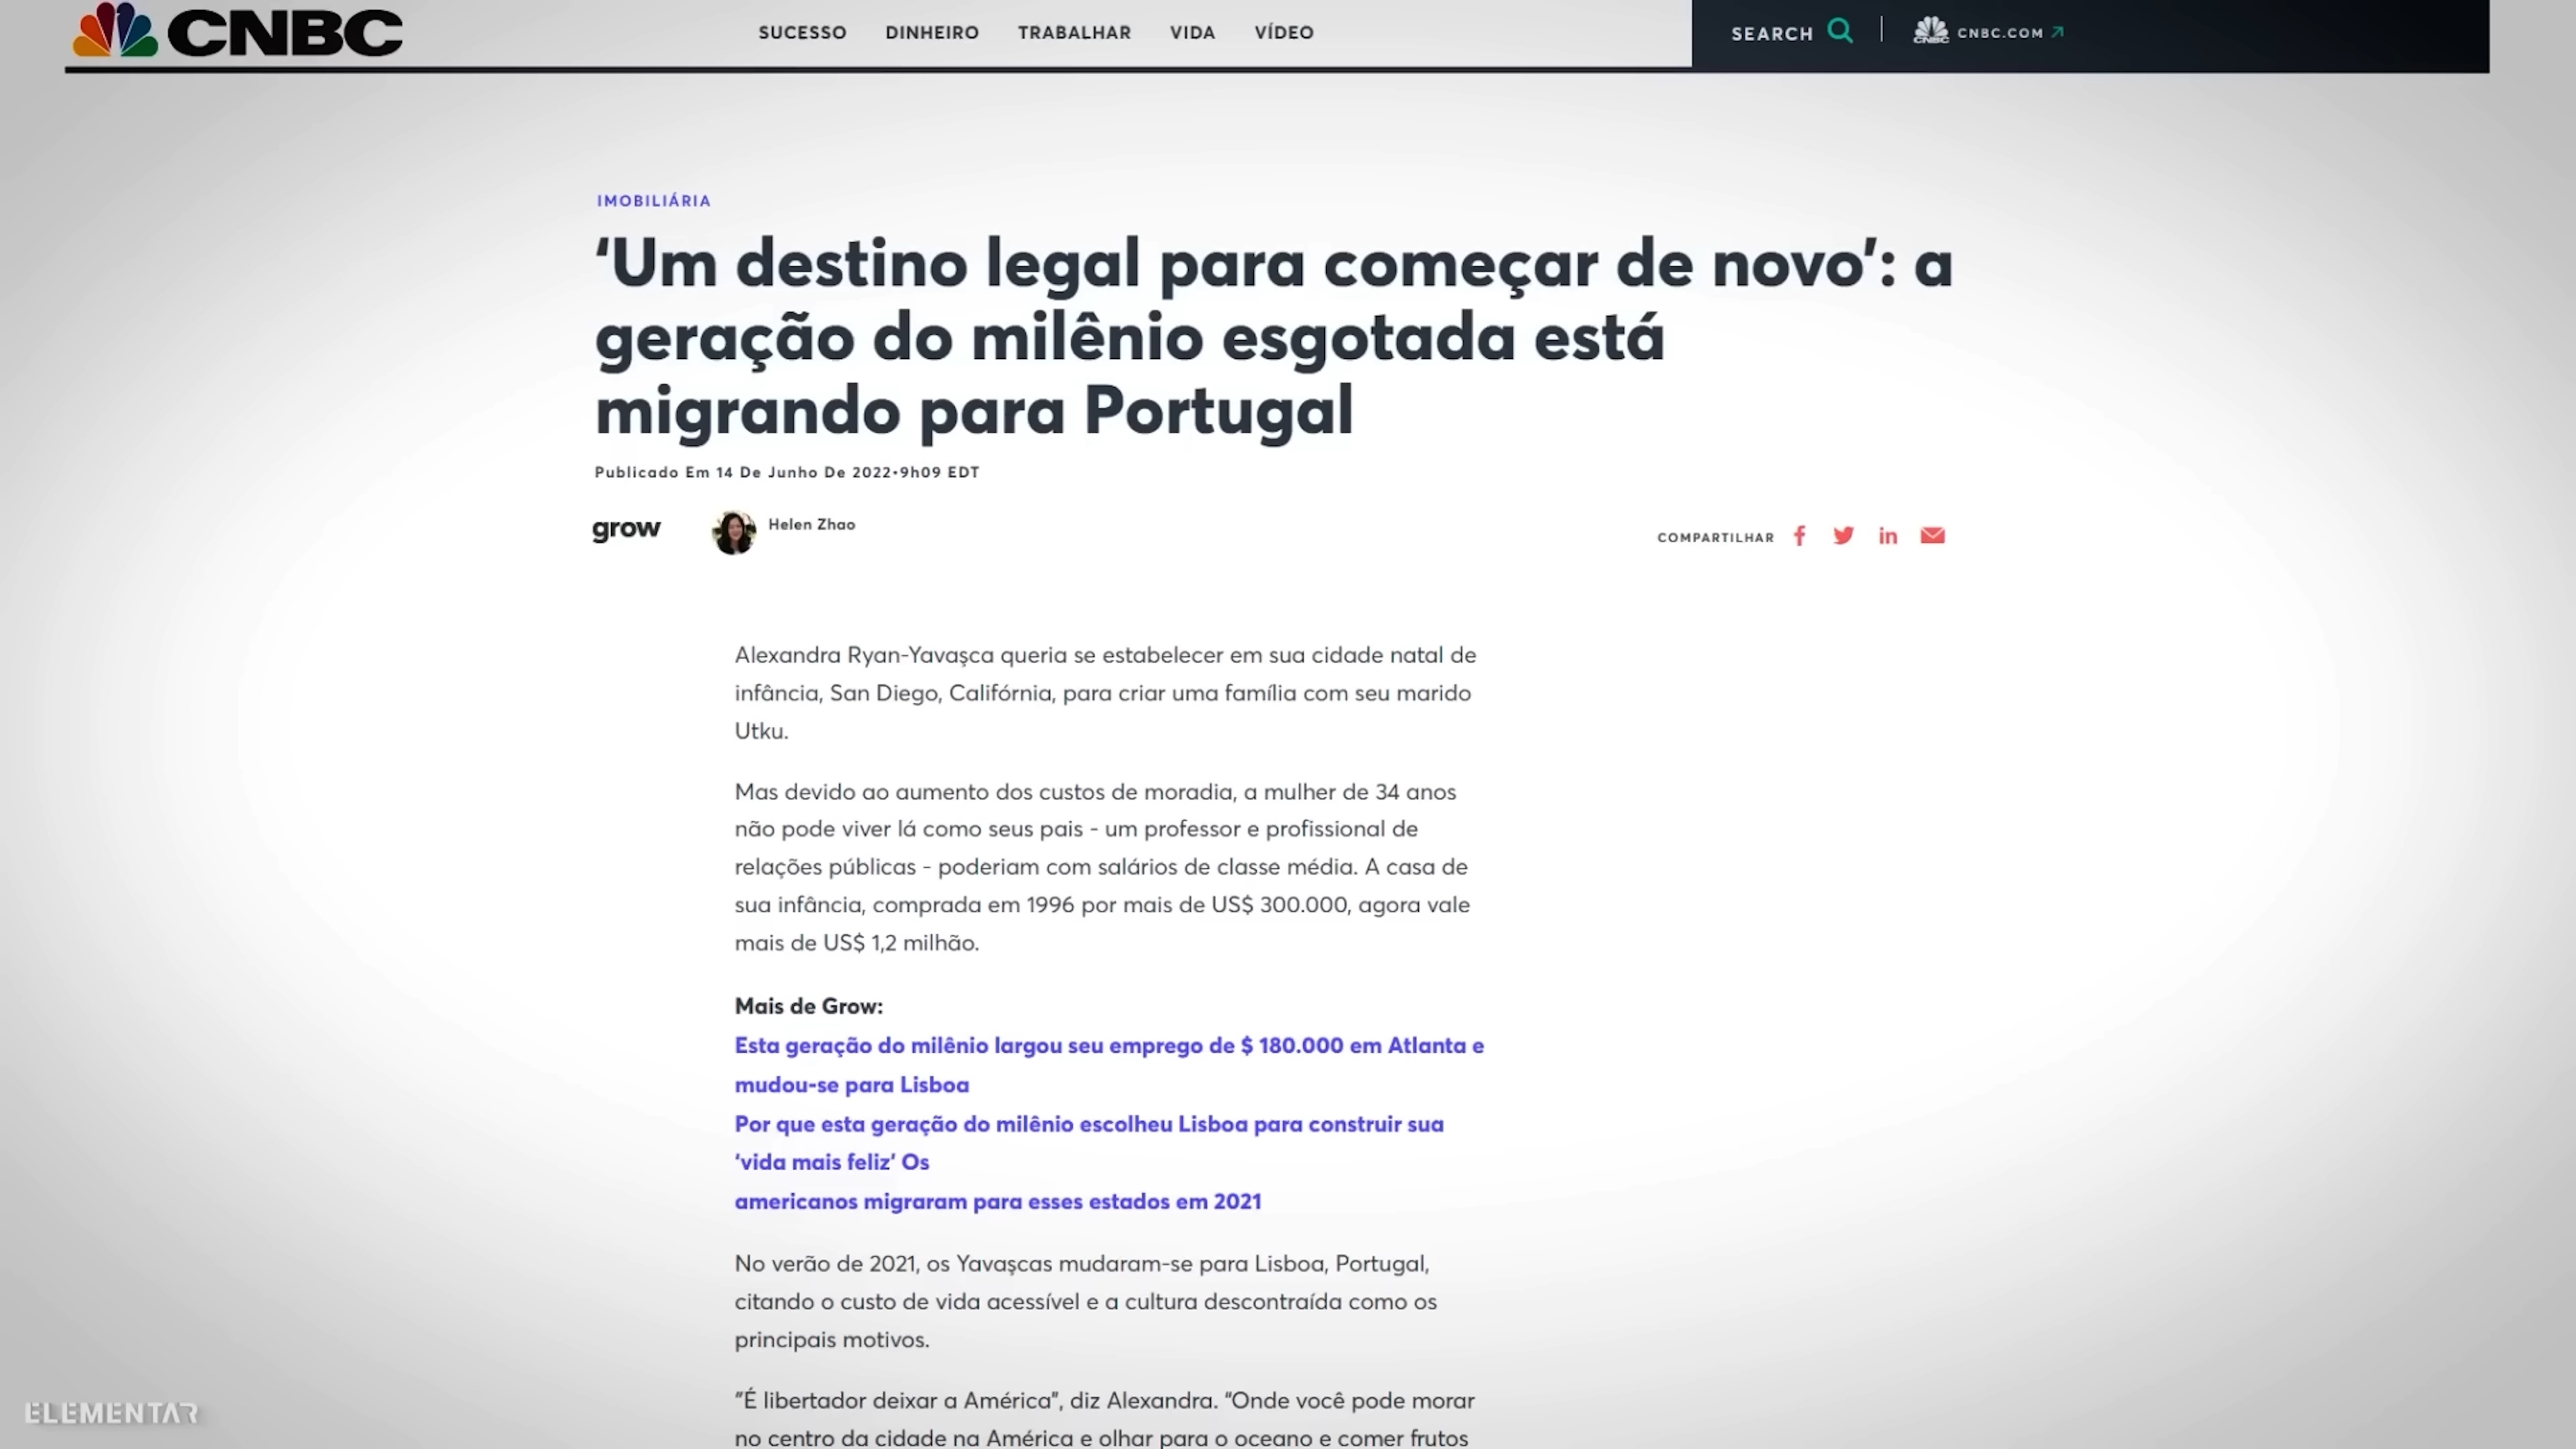 CNBC
SUCESSO DINHEIRO TRABALHAR VIDA VÍDEO
SEARCH CNBC.COM
IMOBILIÁRIA
‘Um destino legal para começar de novo’: a
geração do milênio esgotada está
migrando para Portugal
Publicado Em 14 De Junho De 2022•9h09 EDT
grow Helen Zhao
COMPARTILHAR
Alexandra Ryan-Yavaşca queria se estabelecer em sua cidade natal de
infância, San Diego, Califórnia, para criar uma família com seu marido
Utku.
Mas devido ao aumento dos custos de moradia, a mulher de 34 anos
não pode viver lá como seus pais - um professor e profissional de
relações públicas - poderiam com salários de classe média. A casa de
sua infância, comprada em 1996 por mais de US$ 300.000, agora vale
mais de US$ 1,2 milhão.
Mais de Grow:
Esta geração do milênio largou seu emprego de $ 180.000 em Atlanta e
mudou-se para Lisboa
Por que esta geração do milênio escolheu Lisboa para construir sua
‘vida mais feliz’ Os
americanos migraram para esses estados em 2021
No verão de 2021, os Yavaşcas mudaram-se para Lisboa, Portugal,
citando o custo de vida acessível e a cultura descontraída como os
principais motivos.
“É libertador deixar a América”, diz Alexandra. “Onde você pode morar
no centro da cidade na América e olhar para o oceano e comer frutos
ELEMENTAR